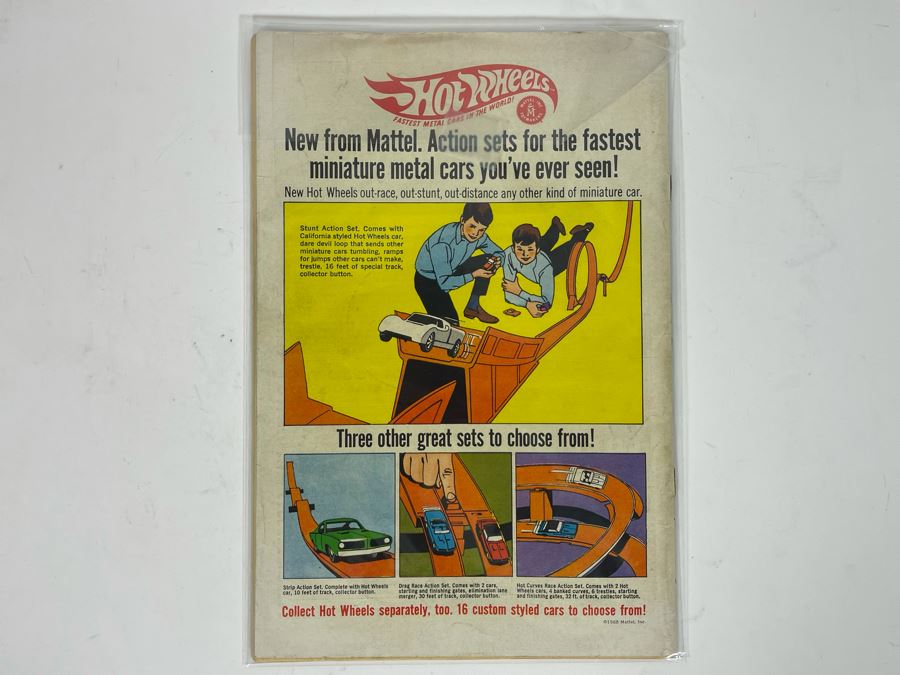 Hot Wheels
FASTEST METAL CARS IN THE WORLD!
New from Mattel. Action sets for the fastest
miniature metal cars you've ever seen!
New Hot Wheels out-race, out-stunt, out-distance any other kind of miniature car.
Stunt Action Set. Comes with
California styled Hot Wheels car,
dare devil loop that sends other
miniature cars tumbling, ramps
for jumps other cars can't make,
trestle, 16 feet of special track,
collector button.
Three other great sets to choose from!
Strip Action Set. Complete with Hot Wheels
car, 10 feet of track, collector button.
Drag Race Action Set. Comes with 2 cars,
starting and finishing gates, elimination lane
merger, 30 feet of track, collector button.
Hot Curves Race Action Set. Comes with 2 Hot
Wheels cars, 4 banked curves, 6 trestles, starting
and finishing gates, 32 ft. of track, collector button.
Collect Hot Wheels separately, too. 16 custom styled cars to choose from!
©1968 Mattel, Inc.